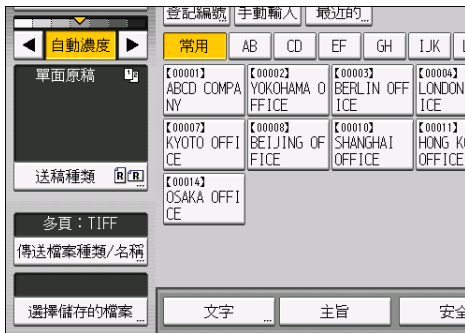 登記編號 手動輸入 最近的
自動濃度
常用 AB CD EF GH IJK
單面原稿
【00001】 【00002】 【00003】 【00004】
ABCD COMPA YOKOHAMA O BERLIN OFF LONDON
NY FFICE ICE ICE
【00007】 【00008】 【00010】 【00011】
KYOTO OFFI BEIJING OF SHANGHAI HONG K
CE FICE OFFICE OFFICE
送稿種類
【00014】
OSAKA OFFI
CE
多頁：TIFF
傳送檔案種類/名稱
選擇儲存的檔案
文字 主旨 安全